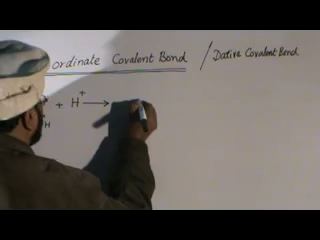 ordinate Covalent Bond / Dative Covalent Bond.
+ H+ ⟶
H